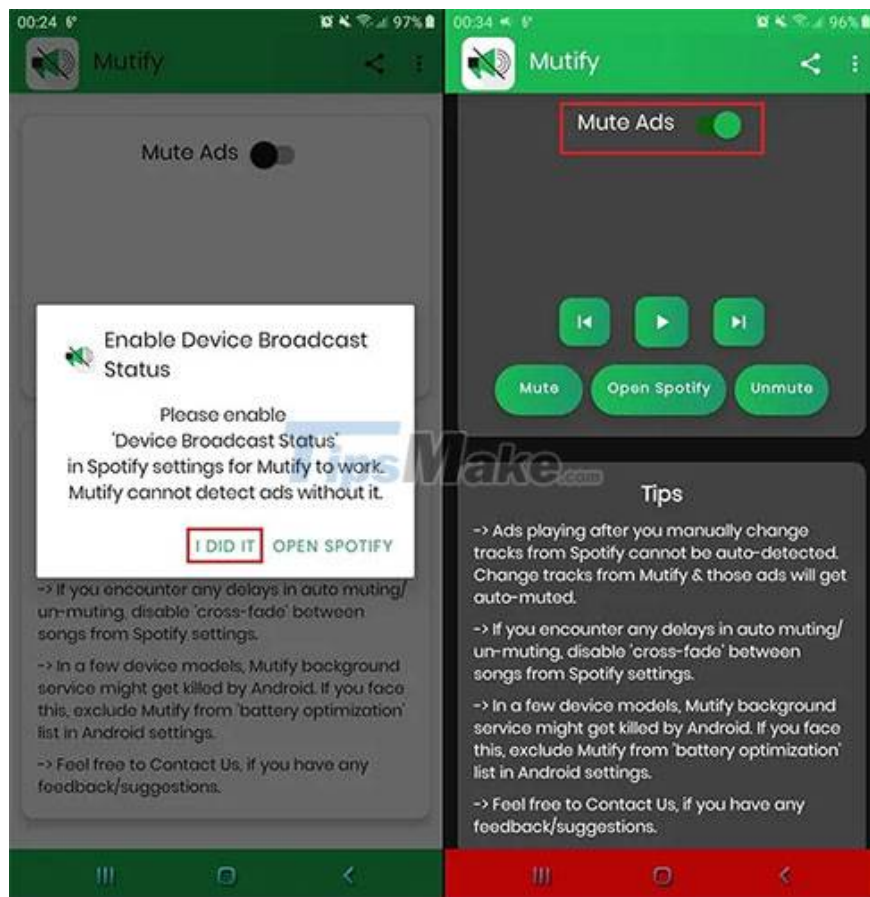 00:24 97%
Mutify
Mute Ads
Enable Device Broadcast
Status
Please enable
'Device Broadcast Status'
in Spotify settings for Mutify to work.
Mutify cannot detect ads without it.
I DID IT OPEN SPOTIFY
-> If you encounter any delays in auto muting/
un-muting, disable 'cross-fade' between
songs from Spotify settings.
-> In a few device models, Mutify background
service might get killed by Android. If you face
this, exclude Mutify from 'battery optimization'
list in Android settings.
-> Feel free to Contact Us, if you have any
feedback/suggestions.
00:34 96%
Mutify
Mute Ads
Mute Open Spotify Unmute
Tips
-> Ads playing after you manually change
tracks from Spotify cannot be auto-detected.
Change tracks from Mutify & those ads will get
auto-muted.
-> If you encounter any delays in auto muting/
un-muting, disable 'cross-fade' between
songs from Spotify settings.
-> In a few device models, Mutify background
service might get killed by Android. If you face
this, exclude Mutify from 'battery optimization'
list in Android settings.
-> Feel free to Contact Us, if you have any
feedback/suggestions.
TipsMake.com